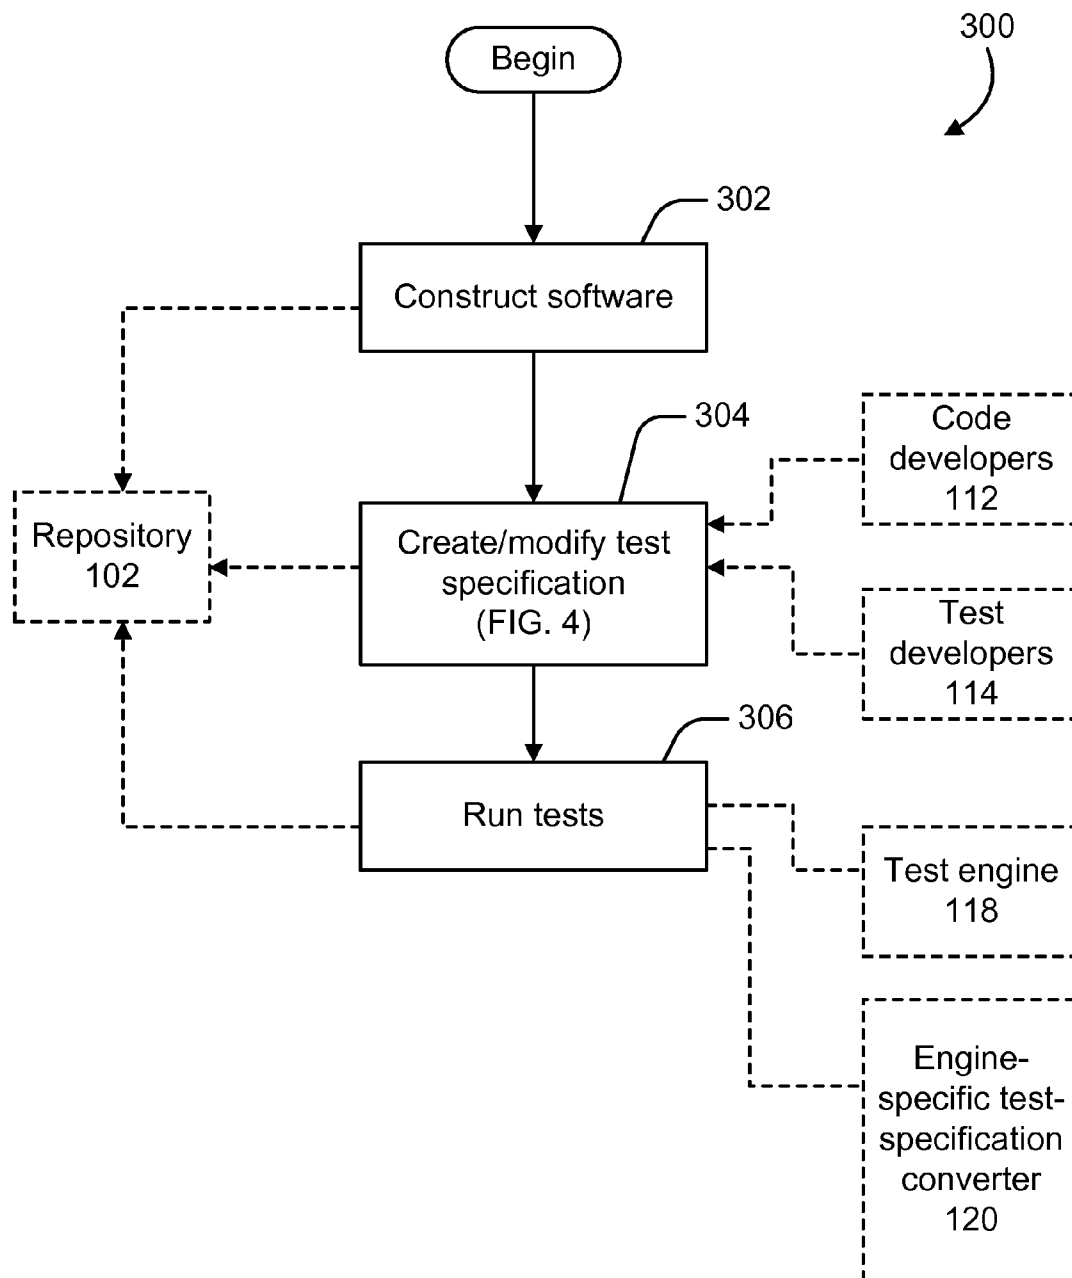 300
Begin
302
Construct software
304
Code
developers
112
Repository
102
Create/modify test
specification
(FIG. 4)
Test
developers
114
306
Run tests
Test engine
118
Engine-
specific test-
specification
converter
120